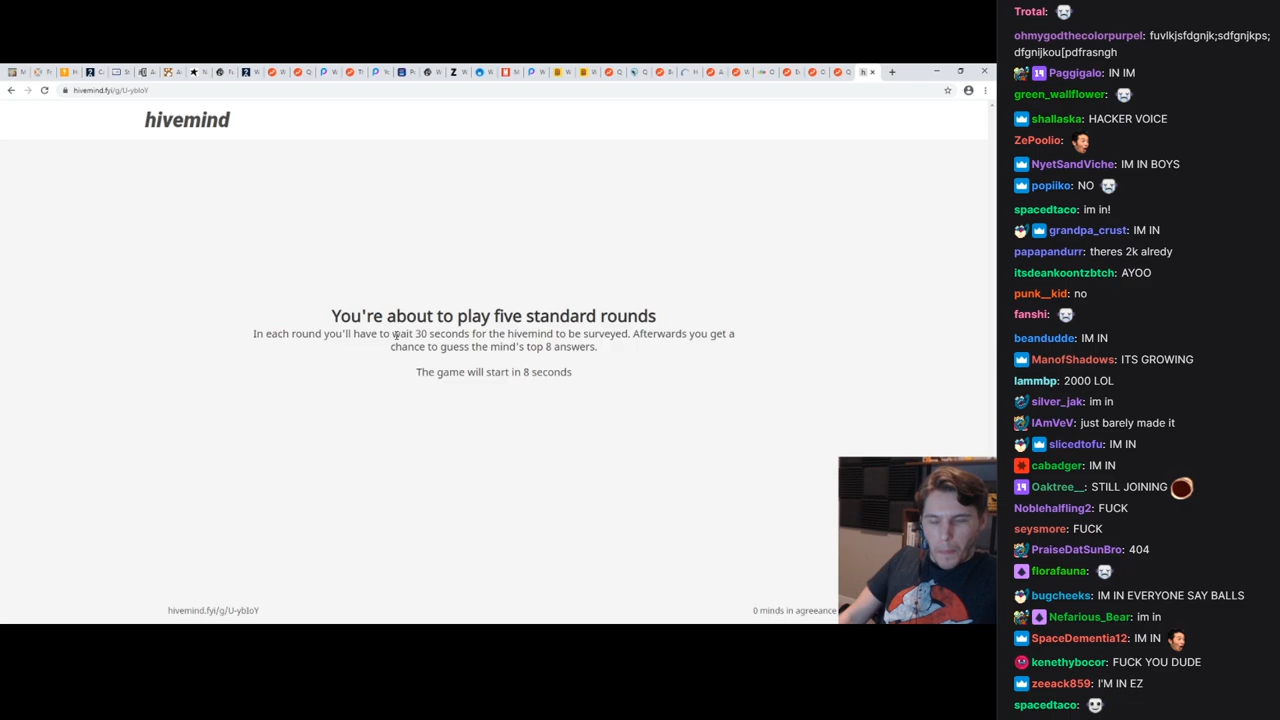 hivemind.fyi/g/U-ybIoY
hivemind
You're about to play five standard rounds
In each round you'll have to wait 30 seconds for the hivemind to be surveyed. Afterwards you get a
chance to guess the mind's top 8 answers.
The game will start in 8 seconds
hivemind.fyi/g/U-ybIoY
0 minds in agreeance
Trotal:
ohmygodthecolorpurpel: fuvlkjsfdgnjk;sdfgnjkps;
dfgnijkou[pdfrasngh
Paggigalo: IN IM
green_wallflower:
shallaska: HACKER VOICE
ZePoolio:
NyetSandViche: IM IN BOYS
popiiko: NO
spacedtaco: im in!
grandpa_crust: IM IN
papapandurr: theres 2k alredy
itsdeankoontzbtch: AYOO
punk__kid: no
fanshi:
beandudde: IM IN
ManofShadows: ITS GROWING
lammbp: 2000 LOL
silver_jak: im in
IAmVeV: just barely made it
slicedtofu: IM IN
cabadger: IM IN
Oaktree__: STILL JOINING
Noblehalfling2: FUCK
seysmore: FUCK
PraiseDatSunBro: 404
florafauna:
bugcheeks: IM IN EVERYONE SAY BALLS
Nefarious_Bear: im in
SpaceDementia12: IM IN
kenethybocor: FUCK YOU DUDE
zeeack859: I'M IN EZ
spacedtaco: